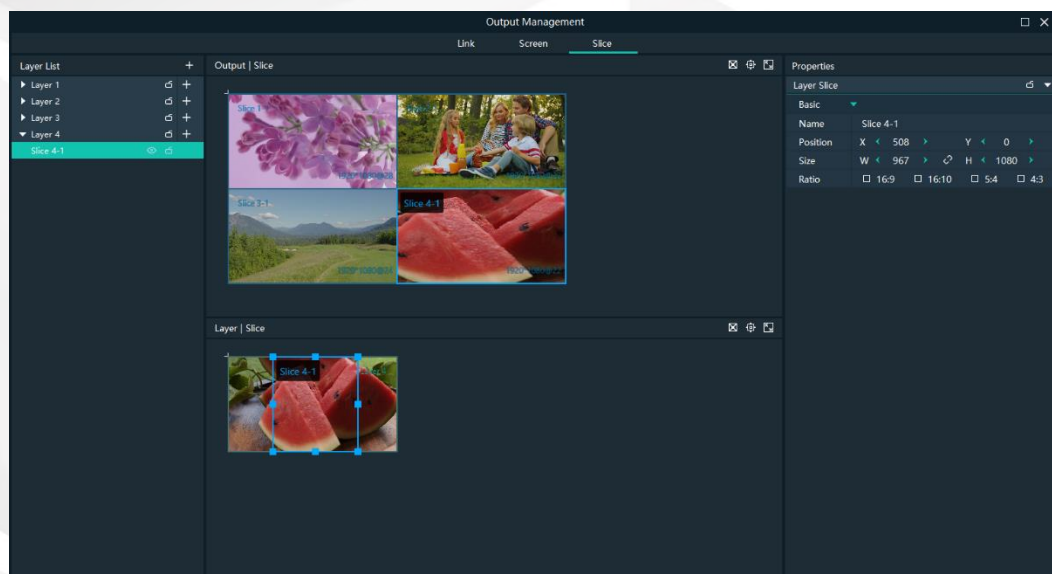 Output Management
Link Screen Slice
Layer List +
Layer 1 +
Layer 2 +
Layer 3 +
Layer 4 +
Slice 4-1
Output | Slice
Slice 1
Slice 3-1
Slice 4-1
Layer | Slice
Slice 4-1
Properties
Layer Slice
Basic
Name Slice 4-1
Position X 508 Y 0
Size W 967 H 1080
Ratio 16:9 16:10 5:4 4:3